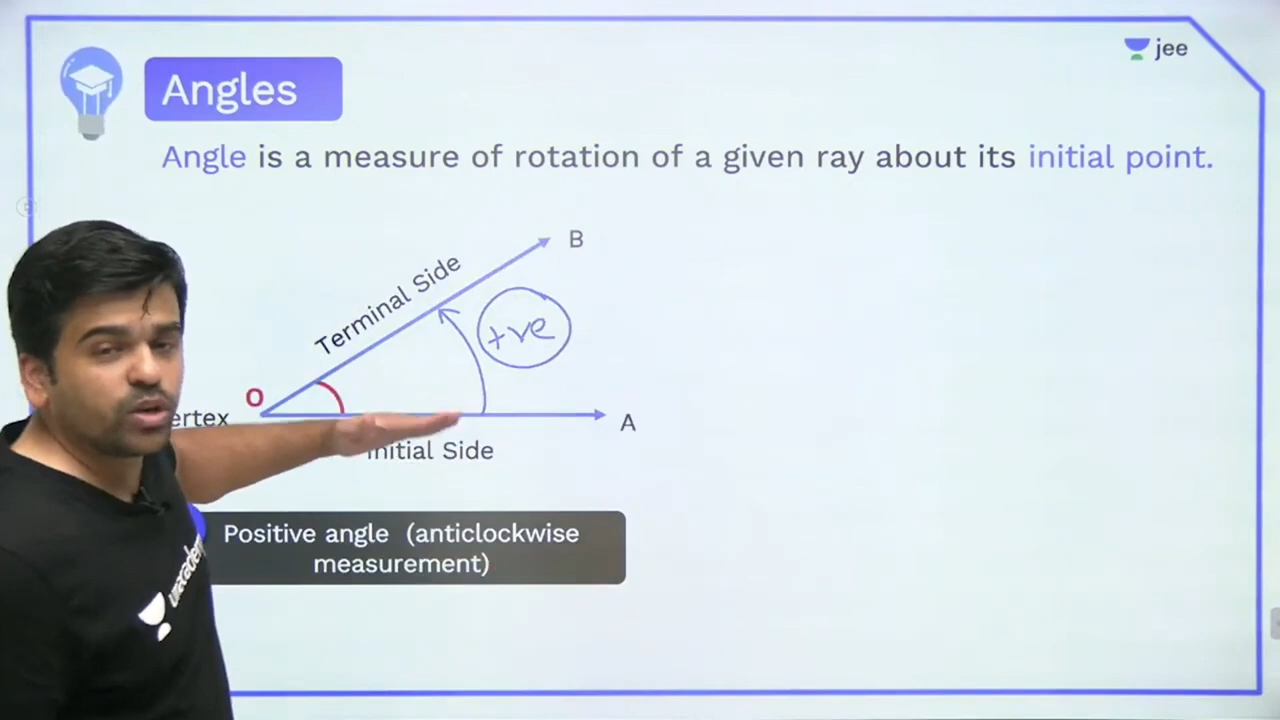 jee
Angles
Angle is a measure of rotation of a given ray about its initial point.
B
Terminal Side
+ve
O
ertex
A
Initial Side
Positive angle (anticlockwise
measurement)
unacademy